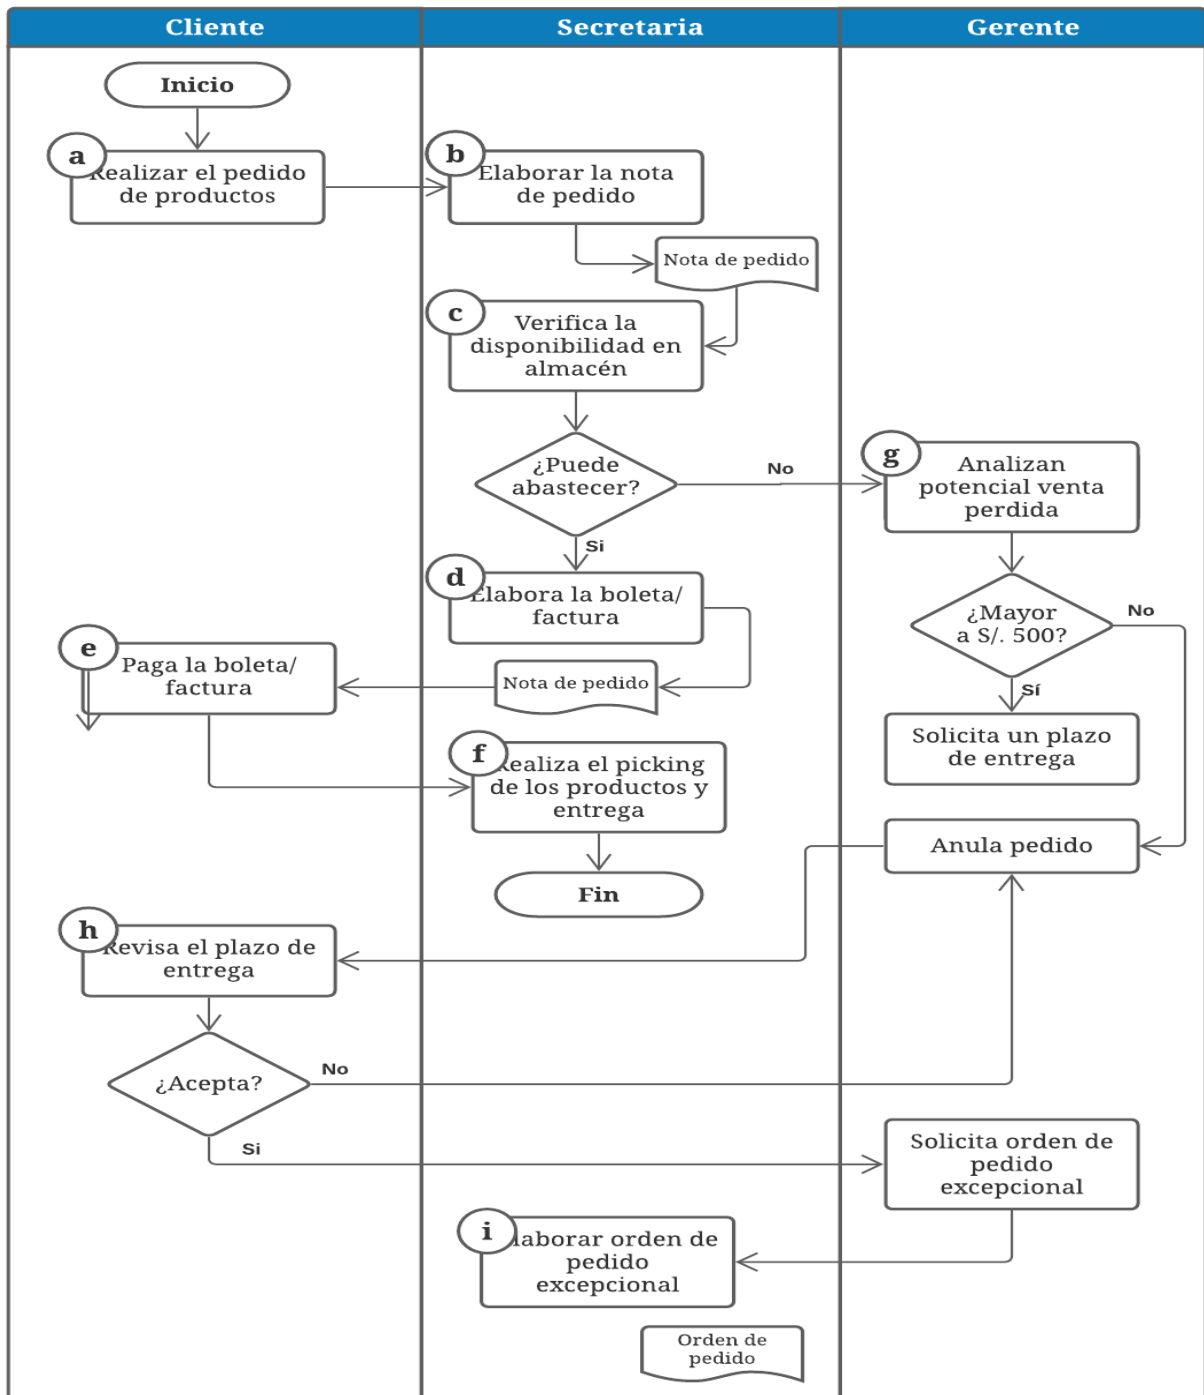 Cliente
Secretaria
Gerente
Inicio
a
Realizar el pedido
de productos
b
Elaborar la nota
de pedido
Nota de pedido
c
Verifica la
disponibilidad en
almacén
¿Puede
abastecer?
No
Si
g
Analizan
potencial venta
perdida
¿Mayor
a S/. 500?
No
Sí
d
Elabora la boleta/
factura
Nota de pedido
e
Paga la boleta/
factura
f
Realiza el picking
de los productos y
entrega
Fin
Solicita un plazo
de entrega
Anula pedido
h
Revisa el plazo de
entrega
¿Acepta?
No
Si
Solicita orden de
pedido
excepcional
i
laborar orden de
pedido
excepcional
Orden de
pedido